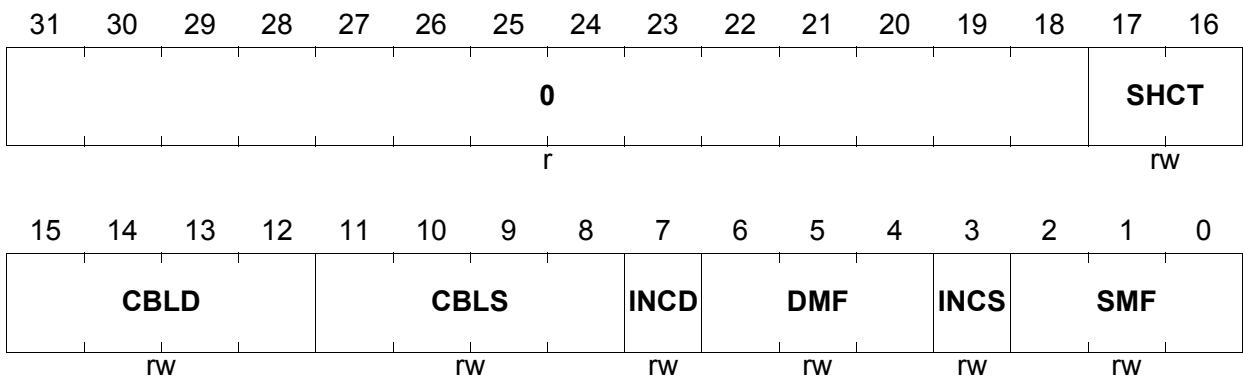 31 30 29 28 27 26 25 24 23 22 21 20 19 18 17 16
0 SHCT
r rw
15 14 13 12 11 10 9 8 7 6 5 4 3 2 1 0
CBLD CBLS INCD DMF INCS SMF
rw rw rw rw rw rw